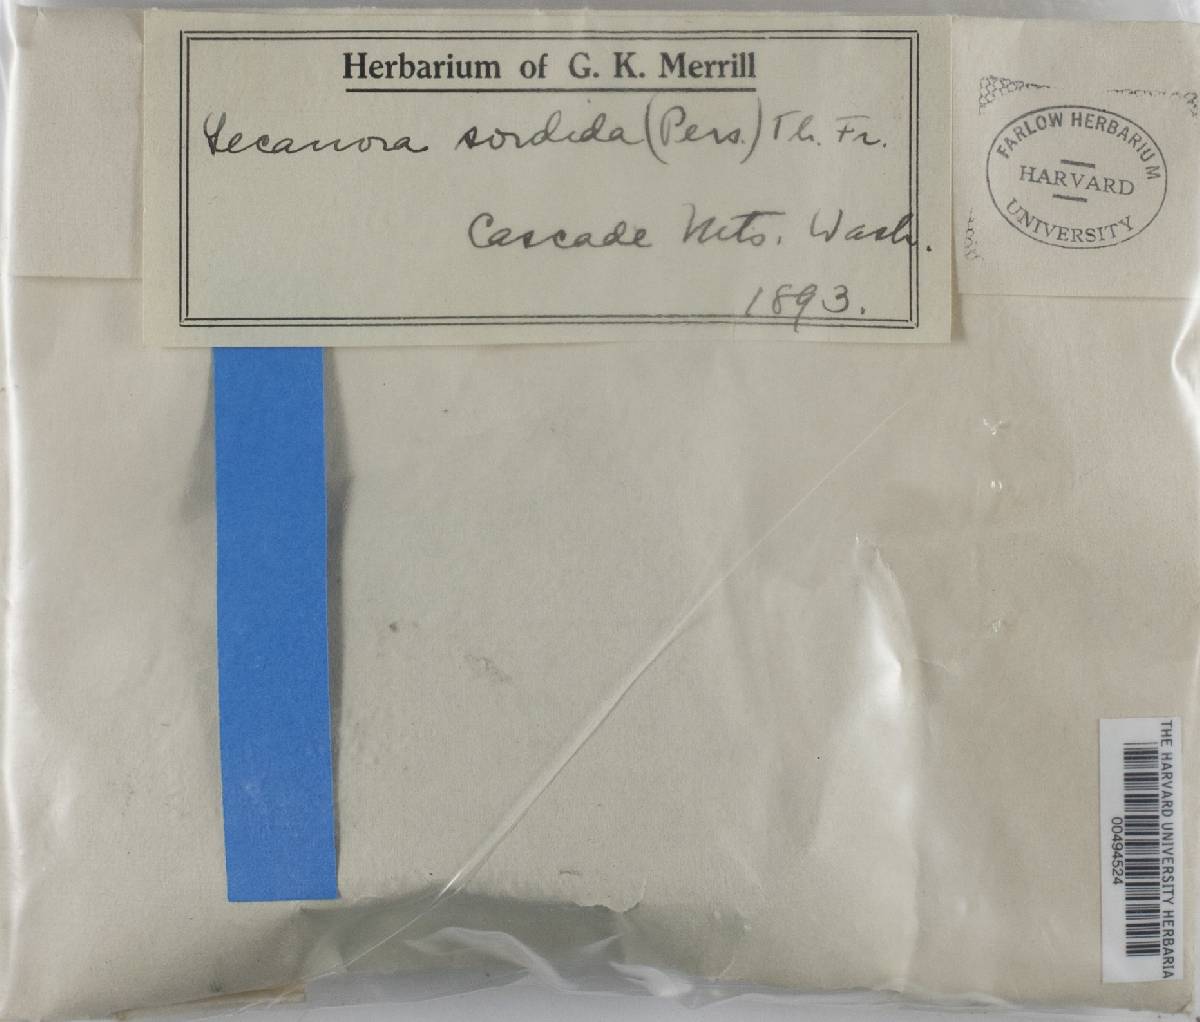 Herbarium of G. K. Merrill
Lecanora sordida (Pers.) Th. Fr.
Cascade Mts. Wash.
1893.
FARLOW HERBARIUM
HARVARD
UNIVERSITY
THE HARVARD UNIVERSITY HERBARIA
00494524